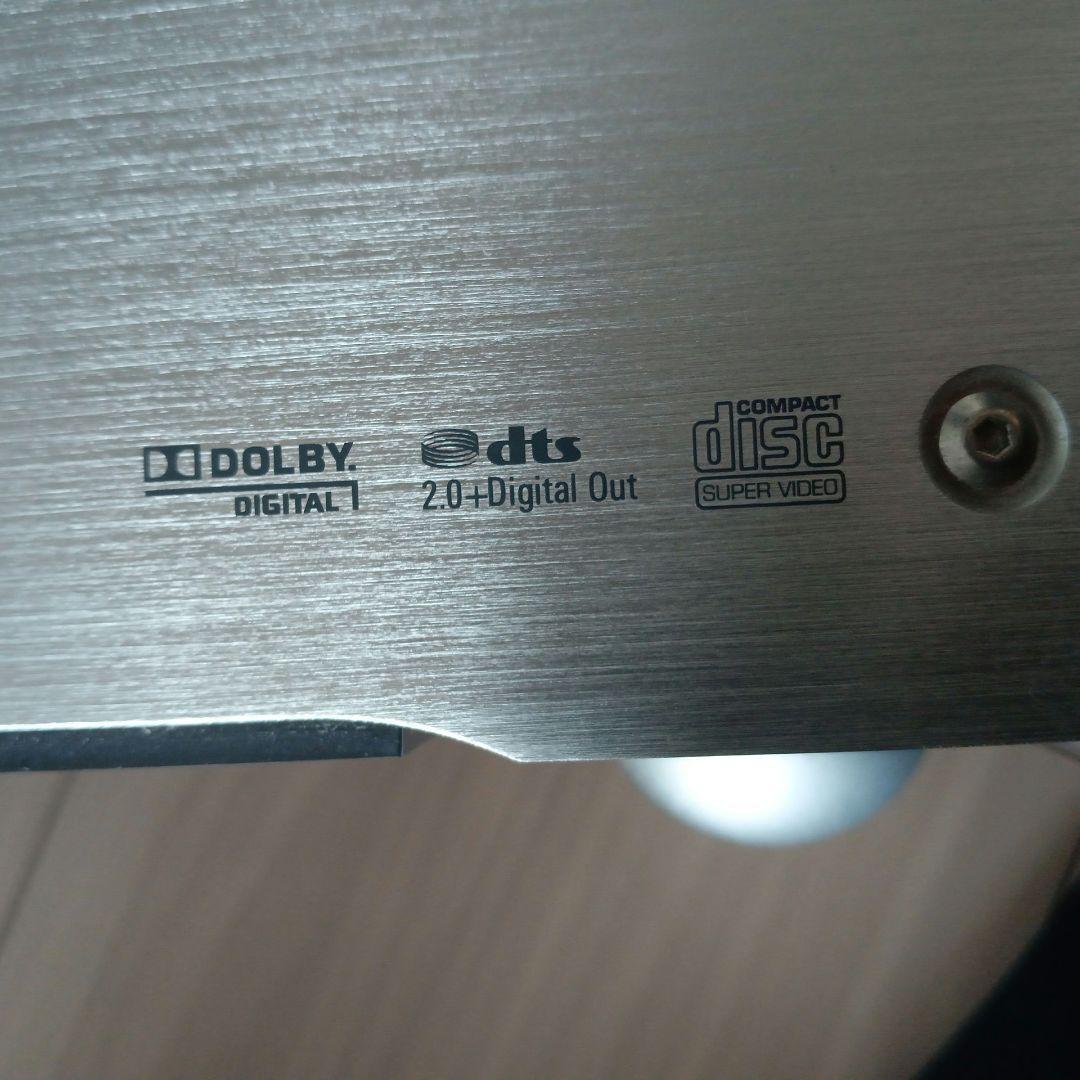 DOLBY.
DIGITAL
dts
2.0+Digital Out
COMPACT
disc
SUPER VIDEO